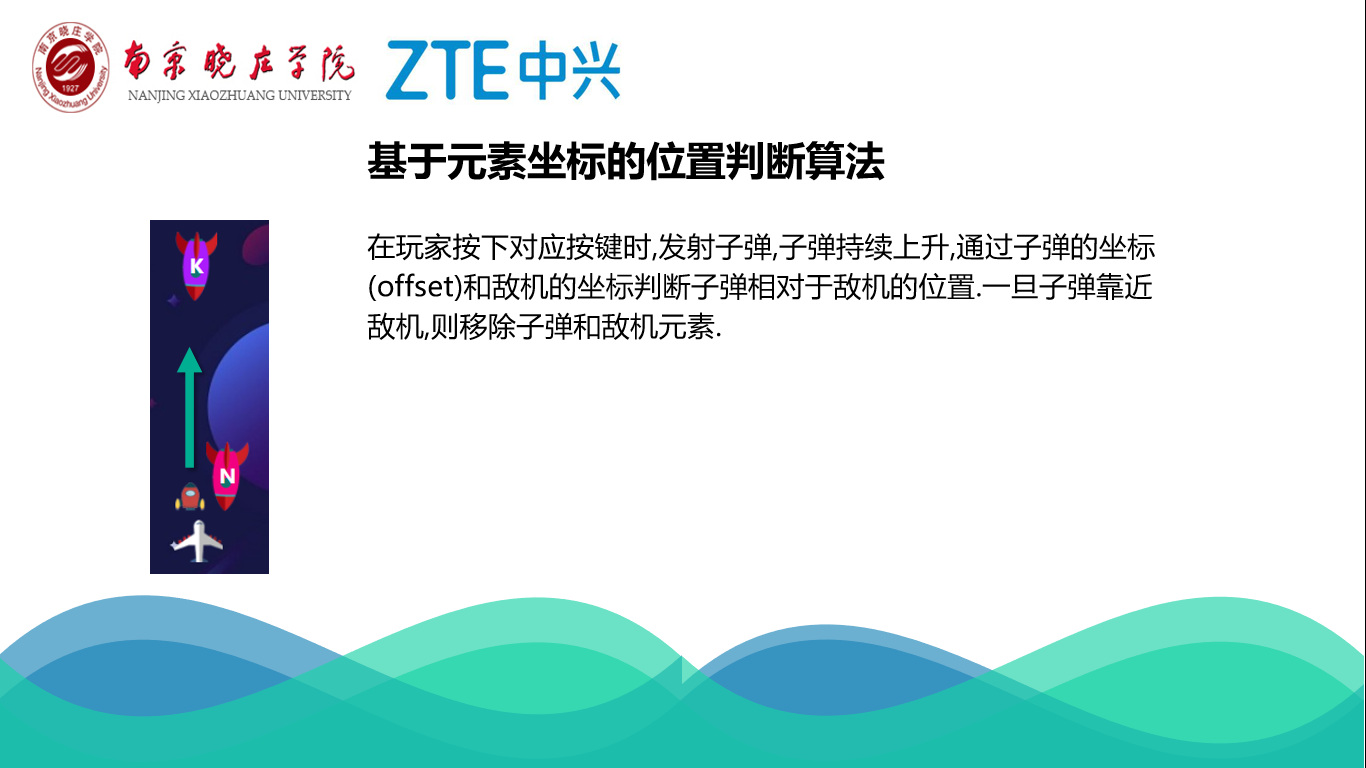 南京晓庄学院
Nanjing Xiaozhuang University
1927
南京晓庄学院
NANJING XIAOZHUANG UNIVERSITY
ZTE中兴
基于元素坐标的位置判断算法
在玩家按下对应按键时,发射子弹,子弹持续上升,通过子弹的坐标
(offset)和敌机的坐标判断子弹相对于敌机的位置.一旦子弹靠近
敌机,则移除子弹和敌机元素.
K
N